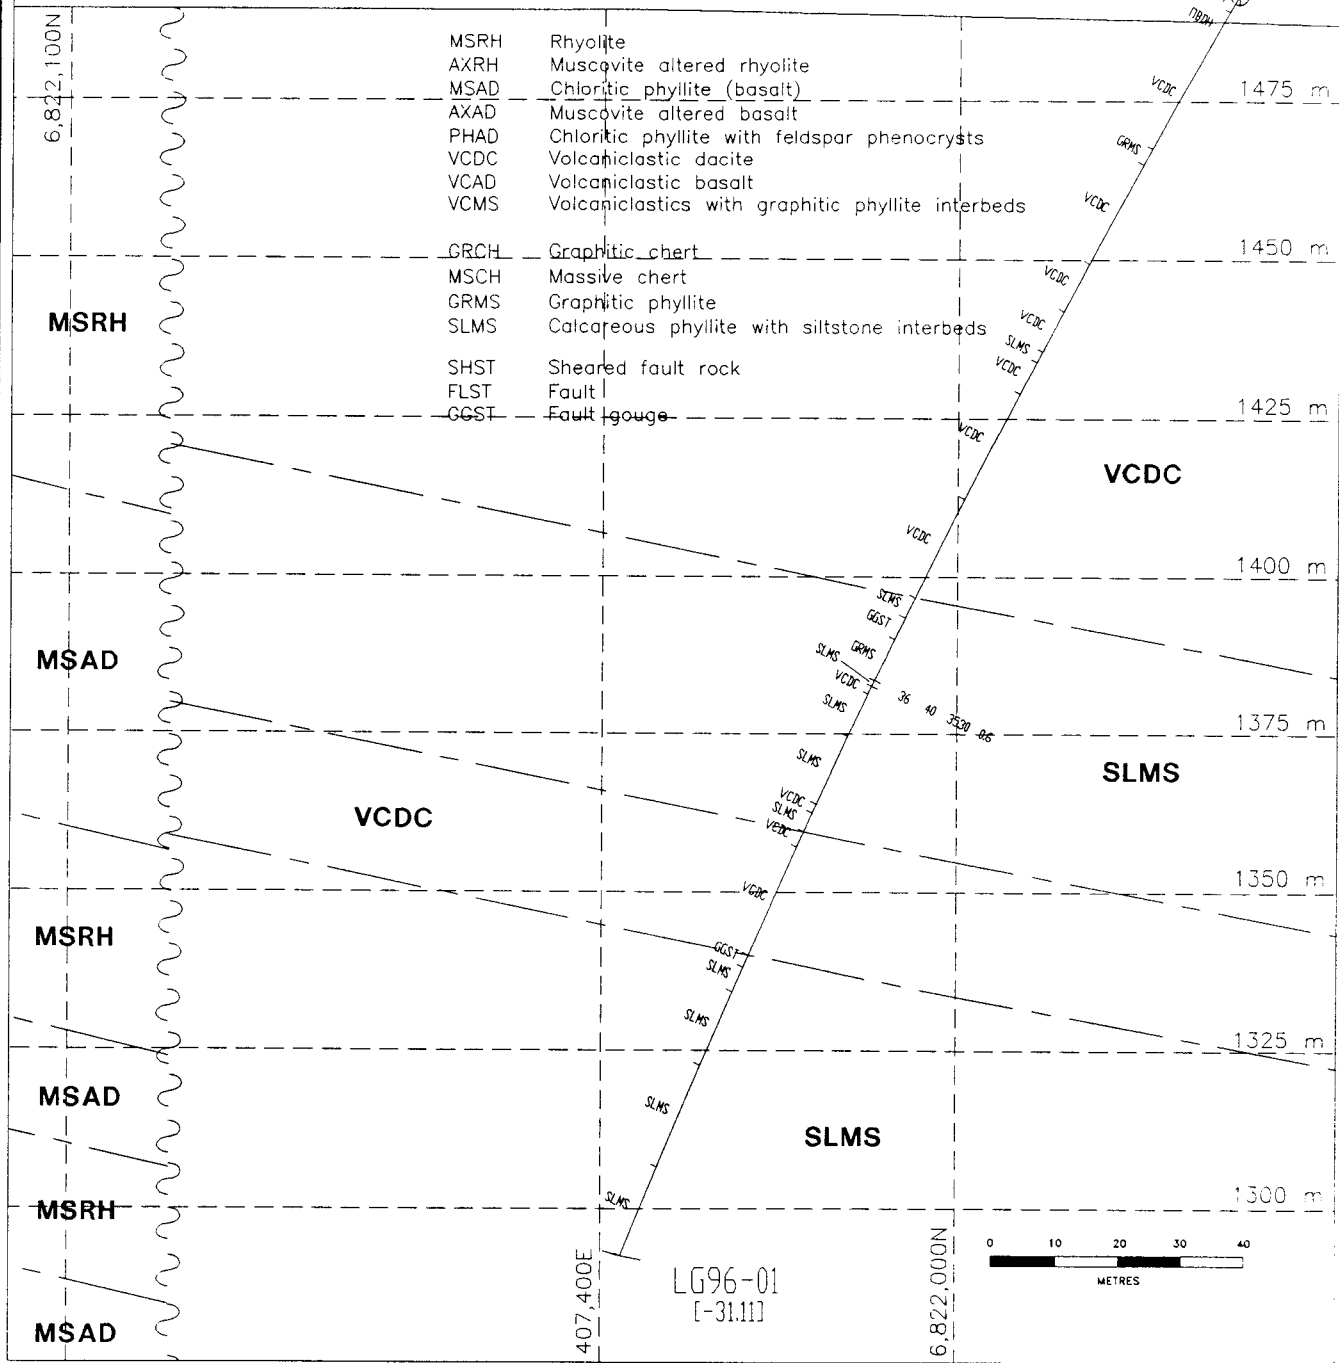 6,822,100N
MSRH Rhyolite
AXRH Muscovite altered rhyolite
MSAD Chloritic phyllite (basalt)
AXAD Muscovite altered basalt
PHAD Chloritic phyllite with feldspar phenocrysts
VCDC Volcaniclastic dacite
VCAD Volcaniclastic basalt
VCMS Volcaniclastics with graphitic phyllite interbeds
GRCH Graphitic chert
MSCH Massive chert
GRMS Graphitic phyllite
SLMS Calcareous phyllite with siltstone interbeds
SHST Sheared fault rock
FLST Fault
GGST Fault gouge
VCDC
1475 m
GRMS
VCDC
1450 m
VCDC
MSRH
VCDC
SLMS
VCDC
1425 m
VCDC
VCDC
VCDC
1400 m
SLMS
GGST
GRMS
SLMS
MSAD
VCDC
SLMS
36 40 3530 0.6
1375 m
SLMS
SLMS
VCDC
SLMS
VCDC
VCDC
1350 m
VCDC
MSRH
GGST
SLMS
SLMS
1325 m
MSAD
SLMS
SLMS
1300 m
SLMS
MSRH
407,400E
6,822,000N
0 10 20 30 40
METRES
LG96-01
[-31.11]
MSAD